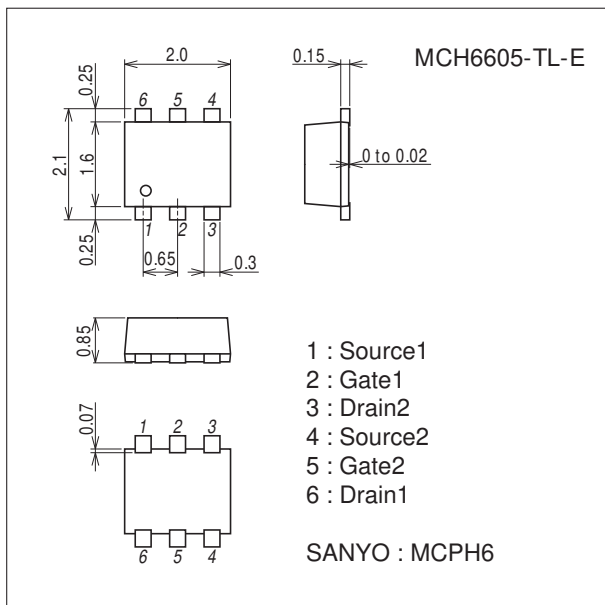 MCH6605-TL-E
0.25
2.0
0.15
6 5 4
2.1
1.6
0 to 0.02
0.25
1 2 3
0.65
0.3
0.85
1 : Source1
2 : Gate1
3 : Drain2
4 : Source2
5 : Gate2
6 : Drain1
0.07
1 2 3
6 5 4
SANYO : MCPH6